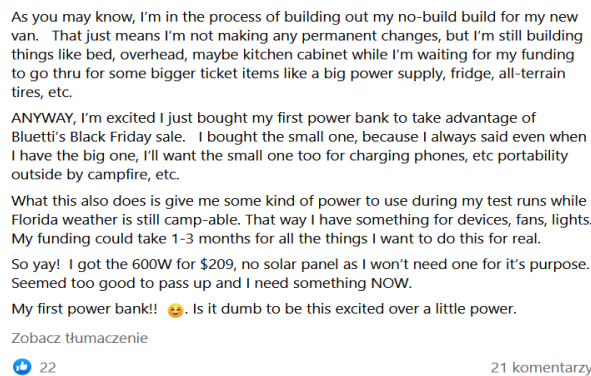 As you may know, I'm in the process of building out my no-build build for my new
van.  That just means I'm not making any permanent changes, but I'm still building
things like bed, overhead, maybe kitchen cabinet while I'm waiting for my funding
to go thru for some bigger ticket items like a big power supply, fridge, all-terrain
tires, etc.
ANYWAY, I'm excited I just bought my first power bank to take advantage of
Bluetti's Black Friday sale.  I bought the small one, because I always said even when
I have the big one, I'll want the small one too for charging phones, etc portability
outside by campfire, etc.
What this also does is give me some kind of power to use during my test runs while
Florida weather is still camp-able. That way I have something for devices, fans, lights.
My funding could take 1-3 months for all the things I want to do this for real.
So yay!  I got the 600W for $209, no solar panel as I won't need one for it's purpose.
Seemed too good to pass up and I need something NOW.
My first power bank!! 😊. Is it dumb to be this excited over a little power.
Zobacz tłumaczenie
22 21 komentarzy